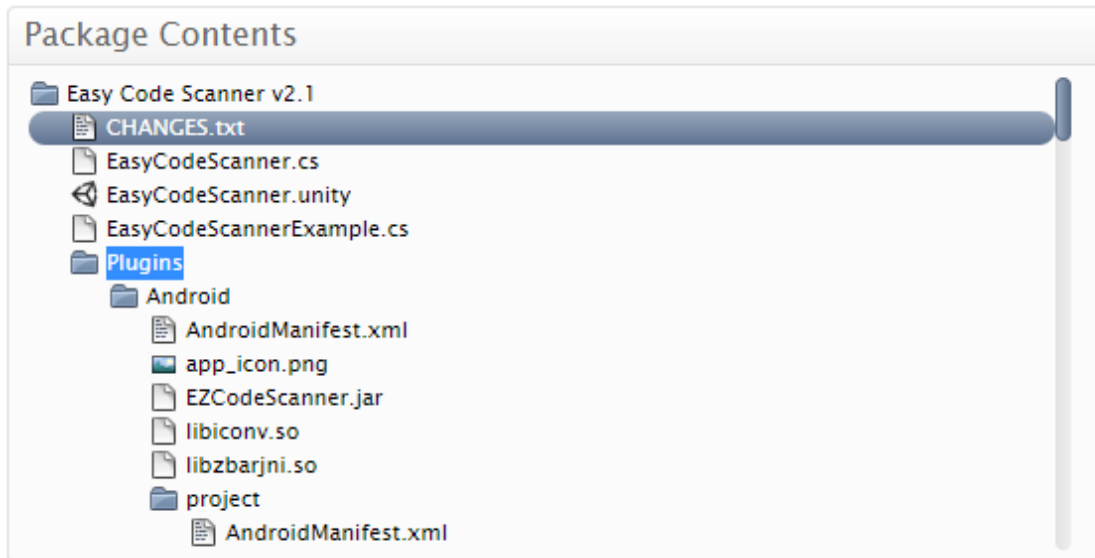 Package Contents
Easy Code Scanner v2.1
CHANGES.txt
EasyCodeScanner.cs
EasyCodeScanner.unity
EasyCodeScannerExample.cs
Plugins
Android
AndroidManifest.xml
app_icon.png
EZCodeScanner.jar
libiconv.so
libzbarjni.so
project
AndroidManifest.xml